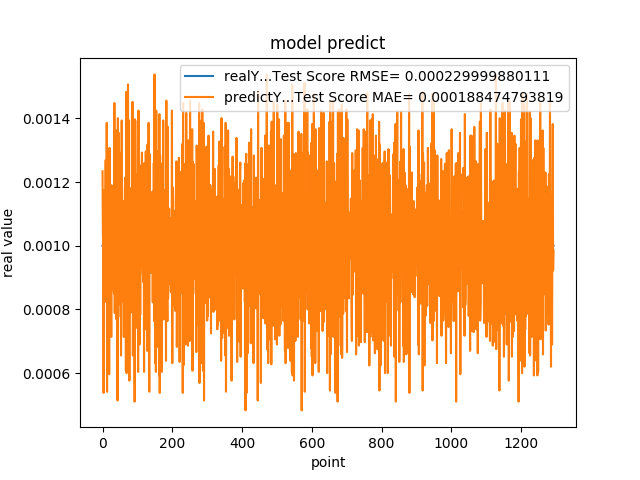 model predict
realY...Test Score RMSE= 0.000229999880111
predictY...Test Score MAE= 0.000188474793819
0.0014
0.0012
0.0010
0.0008
0.0006
real value
0 200 400 600 800 1000 1200
point